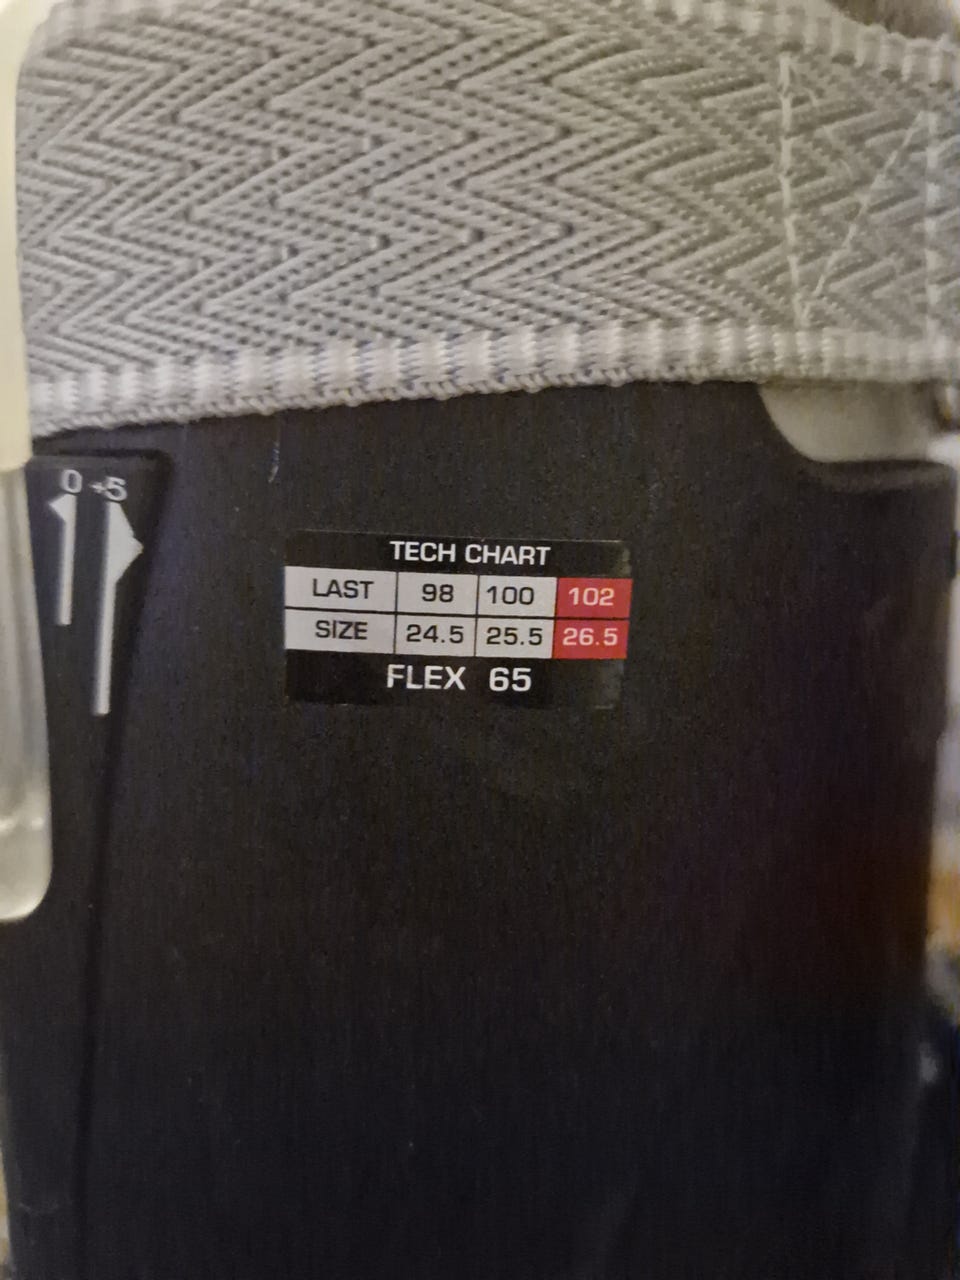 0 +5
TECH CHART
LAST 98 100 102
SIZE 24.5 25.5 26.5
FLEX 65